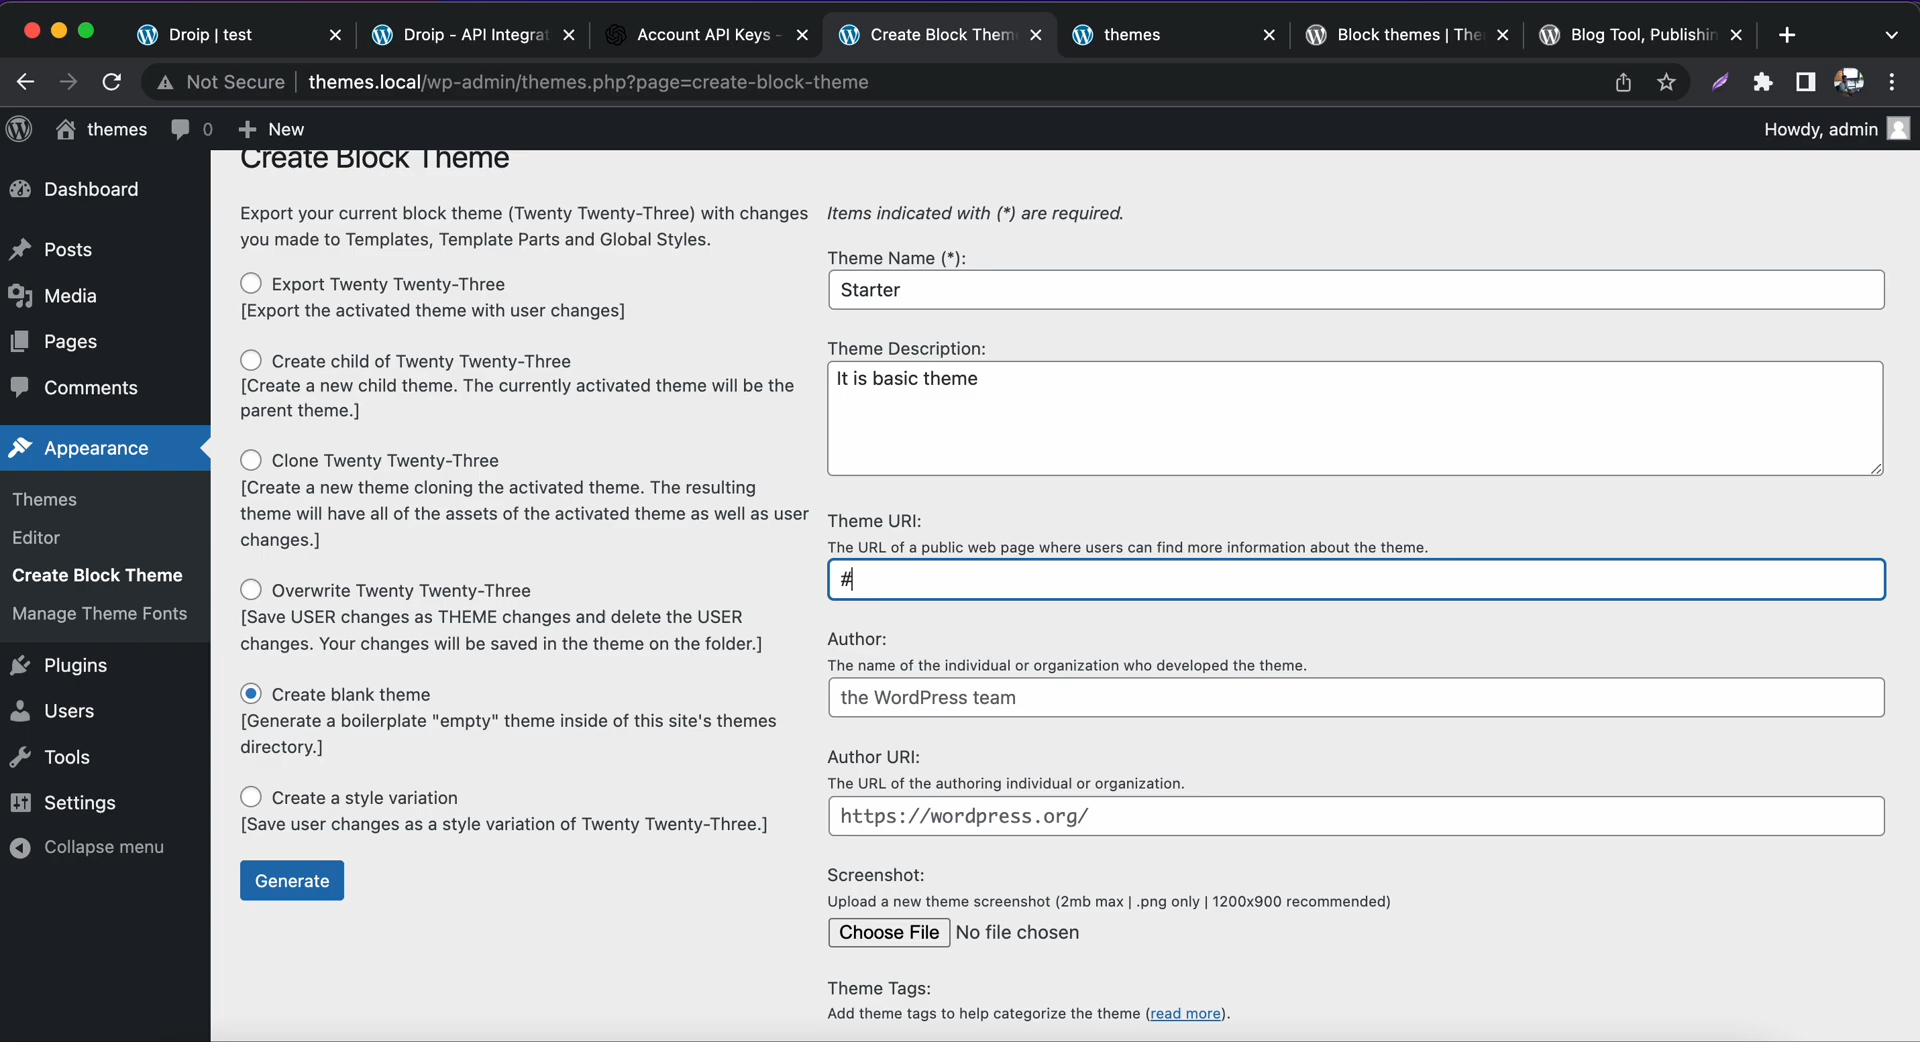 Droip | test
Droip - API Integrat
Account API Keys -
Create Block Them
themes
Block themes | The
Blog Tool, Publishin
Not Secure
themes.local/wp-admin/themes.php?page=create-block-theme
themes
0
New
Howdy, admin
Dashboard
Posts
Media
Pages
Comments
Appearance
Themes
Editor
Create Block Theme
Manage Theme Fonts
Plugins
Users
Tools
Settings
Collapse menu
Create Block Theme
Export your current block theme (Twenty Twenty-Three) with changes
you made to Templates, Template Parts and Global Styles.
Export Twenty Twenty-Three
[Export the activated theme with user changes]
Create child of Twenty Twenty-Three
[Create a new child theme. The currently activated theme will be the
parent theme.]
Clone Twenty Twenty-Three
[Create a new theme cloning the activated theme. The resulting
theme will have all of the assets of the activated theme as well as user
changes.]
Overwrite Twenty Twenty-Three
[Save USER changes as THEME changes and delete the USER
changes. Your changes will be saved in the theme on the folder.]
Create blank theme
[Generate a boilerplate "empty" theme inside of this site's themes
directory.]
Create a style variation
[Save user changes as a style variation of Twenty Twenty-Three.]
Generate
Items indicated with (*) are required.
Theme Name (*):
Starter
Theme Description:
It is basic theme
Theme URI:
The URL of a public web page where users can find more information about the theme.
#
Author:
The name of the individual or organization who developed the theme.
the WordPress team
Author URI:
The URL of the authoring individual or organization.
https://wordpress.org/
Screenshot:
Upload a new theme screenshot (2mb max | .png only | 1200x900 recommended)
Choose File No file chosen
Theme Tags:
Add theme tags to help categorize the theme (read more).